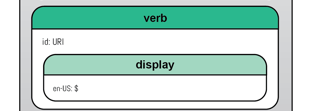 verb
id: URI
display
en-US: $